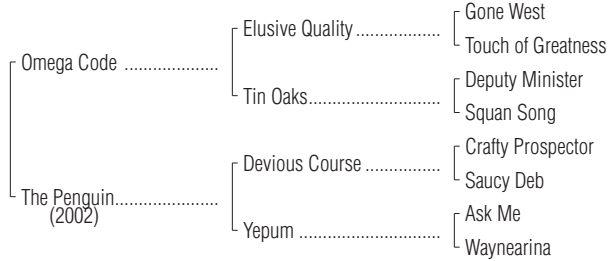 Gone West
Elusive Quality ..................
Touch of Greatness
Omega Code ....................
Deputy Minister
Tin Oaks............................
Squan Song
Crafty Prospector
Devious Course ................
Saucy Deb
The Penguin......................
(2002)
Ask Me
Yepum ..............................
Waynearina